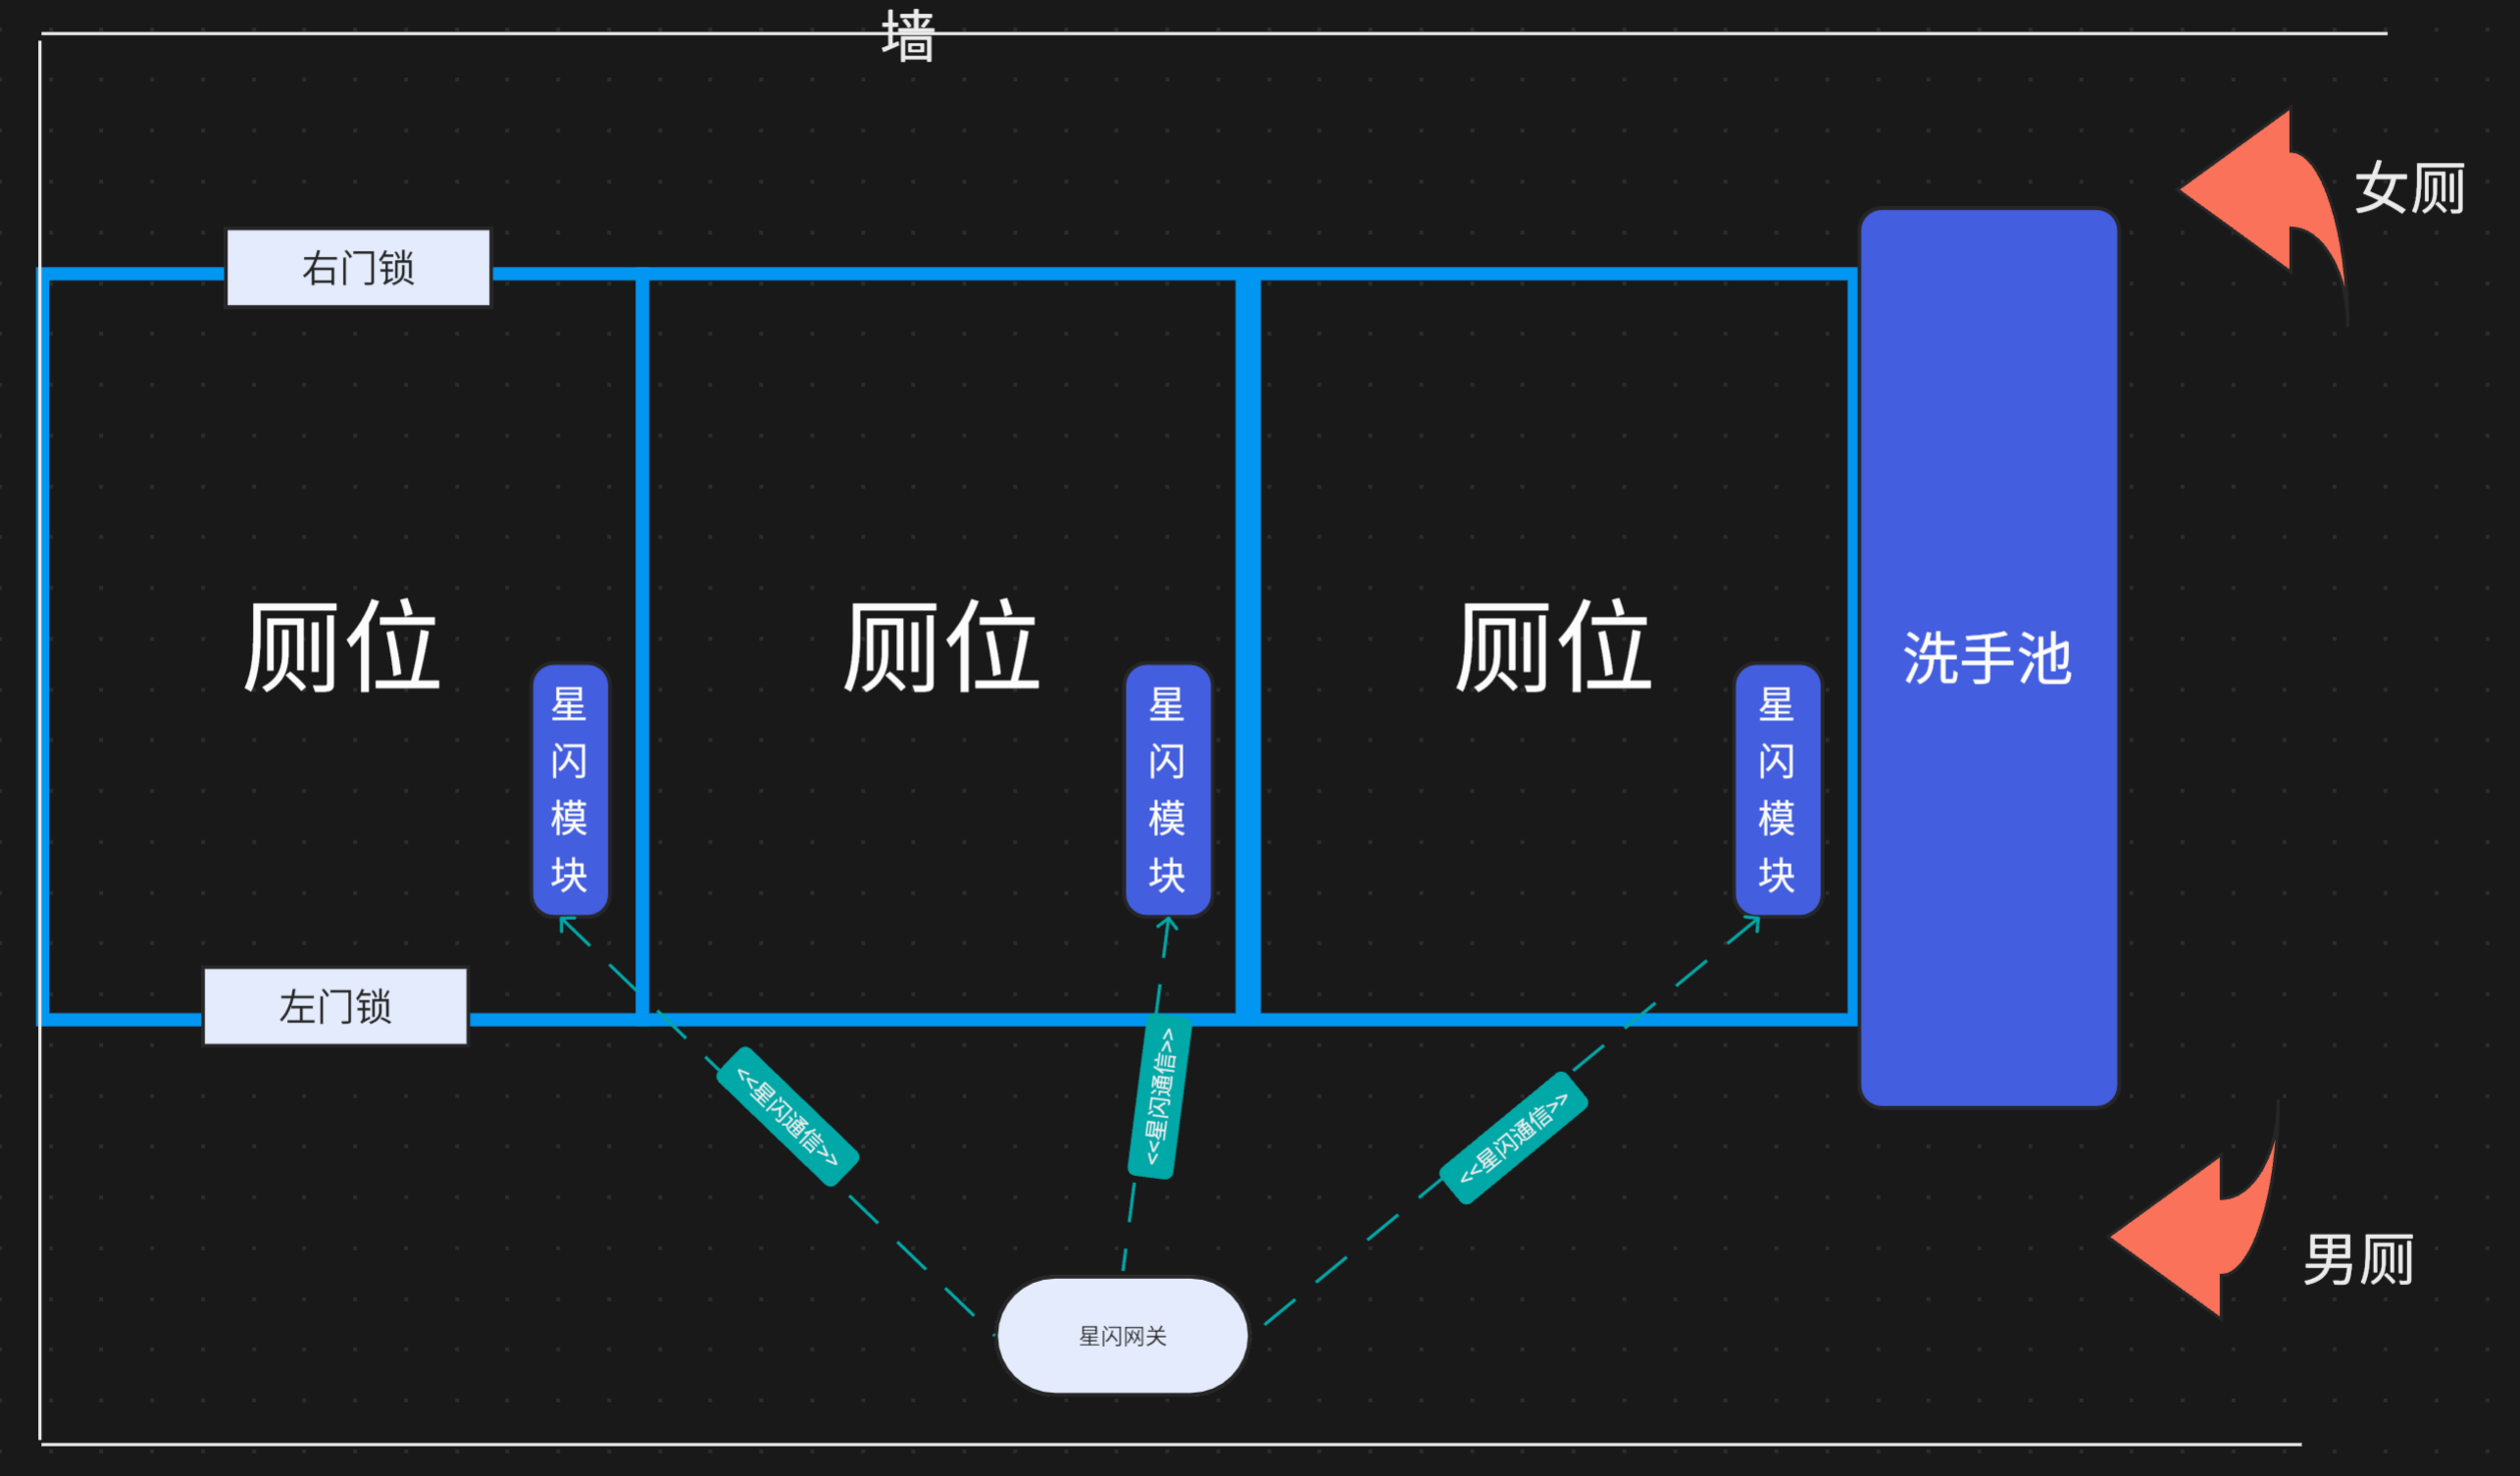 墙
女厕
右门锁
厕位
厕位
厕位
洗手池
星
闪
模
块
星
闪
模
块
星
闪
模
块
左门锁
<<星闪通信>>
<<星闪通信>>
<<星闪通信>>
男厕
星闪网关